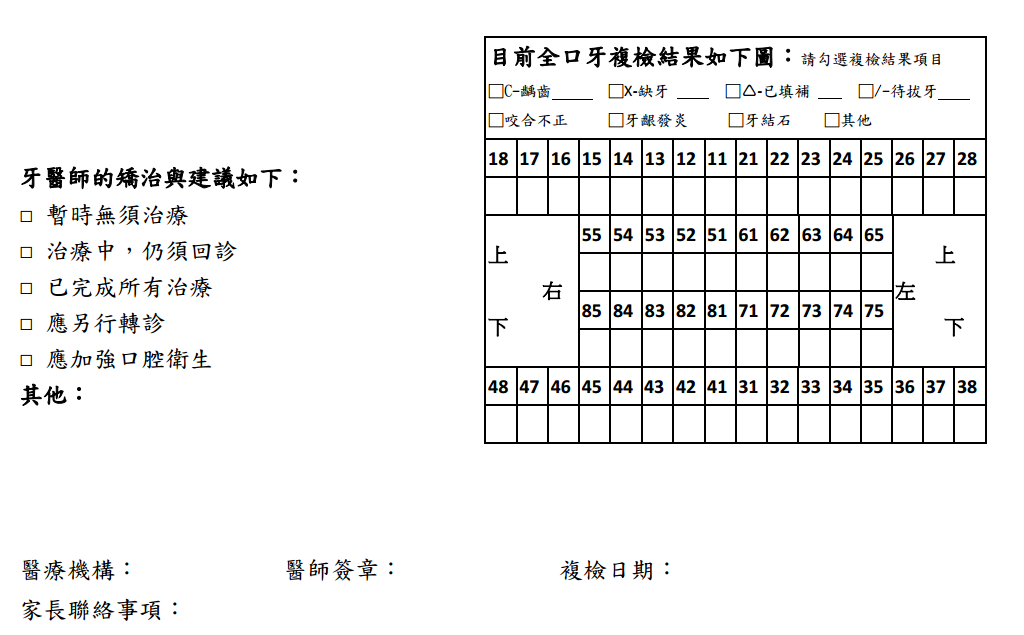 目前全口牙複檢結果如下圖：請勾選複檢結果項目
□C-齲齒_____ □X-缺牙 ____ □△-已填補 ___ □/-待拔牙____
□咬合不正 □牙齦發炎 □牙結石 □其他
18 17 16 15 14 13 12 11 21 22 23 24 25 26 27 28
55 54 53 52 51 61 62 63 64 65
上 上
右 左
85 84 83 82 81 71 72 73 74 75
下 下
48 47 46 45 44 43 42 41 31 32 33 34 35 36 37 38
牙醫師的矯治與建議如下：
□ 暫時無須治療
□ 治療中，仍須回診
□ 已完成所有治療
□ 應另行轉診
□ 應加強口腔衛生
其他：
醫療機構： 醫師簽章： 複檢日期：
家長聯絡事項：